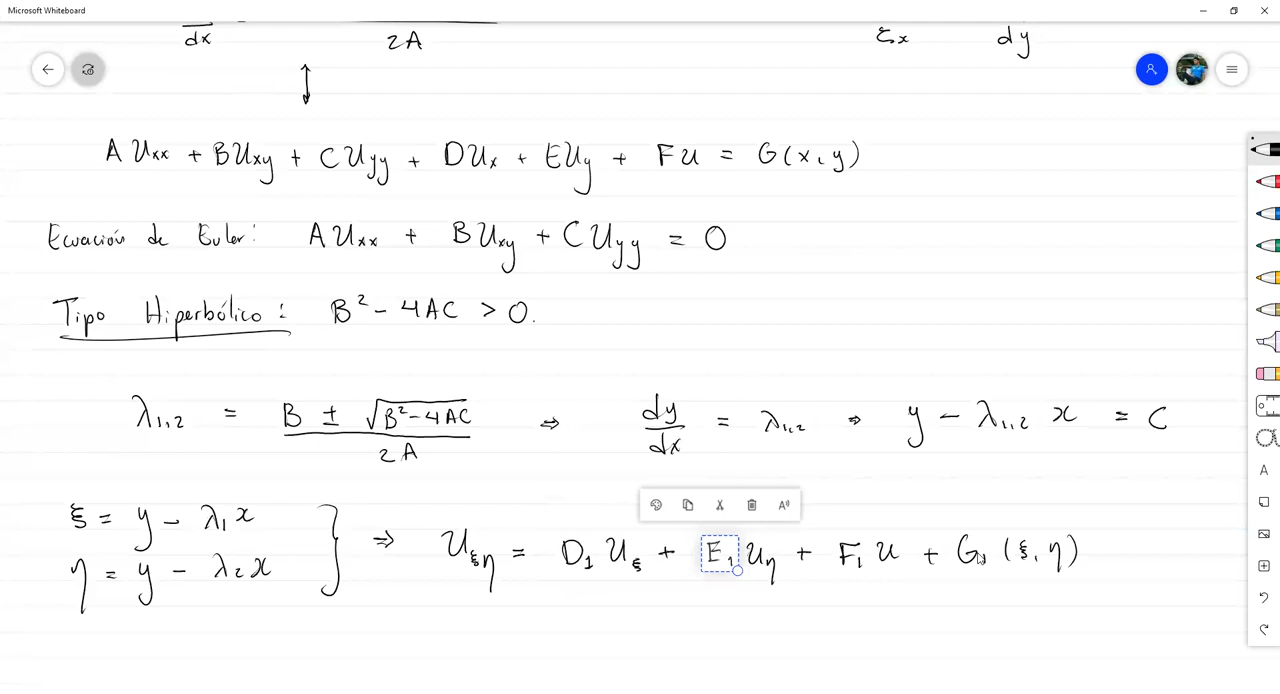 Microsoft Whiteboard
dx 2A ξx dy
↕
A Uxx + B Uxy + C Uyy + D Ux + E Uy + F u = G(x, y)
Ecuación de Euler: A Uxx + B Uxy + C Uyy = 0
Tipo Hiperbólico: B² - 4AC > 0.
λ1,2 = (B ± √(B² - 4AC)) / 2A ⇒ dy/dx = λ1,2 ⇒ y - λ1,2 x = C
ξ = y - λ1 x
η = y - λ2 x } ⇒ Uξη = D1 Uξ + E1 Uη + F1 u + G1 (ξ, η)